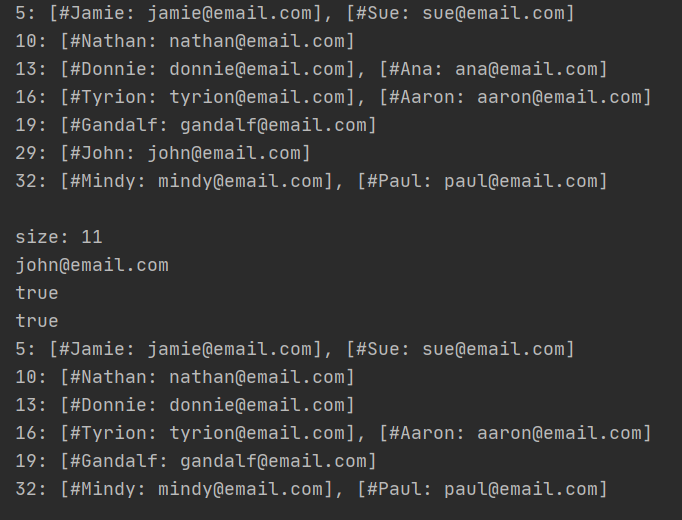 5: [#Jamie: jamie@email.com], [#Sue: sue@email.com]
10: [#Nathan: nathan@email.com]
13: [#Donnie: donnie@email.com], [#Ana: ana@email.com]
16: [#Tyrion: tyrion@email.com], [#Aaron: aaron@email.com]
19: [#Gandalf: gandalf@email.com]
29: [#John: john@email.com]
32: [#Mindy: mindy@email.com], [#Paul: paul@email.com]
size: 11
john@email.com
true
true
5: [#Jamie: jamie@email.com], [#Sue: sue@email.com]
10: [#Nathan: nathan@email.com]
13: [#Donnie: donnie@email.com]
16: [#Tyrion: tyrion@email.com], [#Aaron: aaron@email.com]
19: [#Gandalf: gandalf@email.com]
32: [#Mindy: mindy@email.com], [#Paul: paul@email.com]